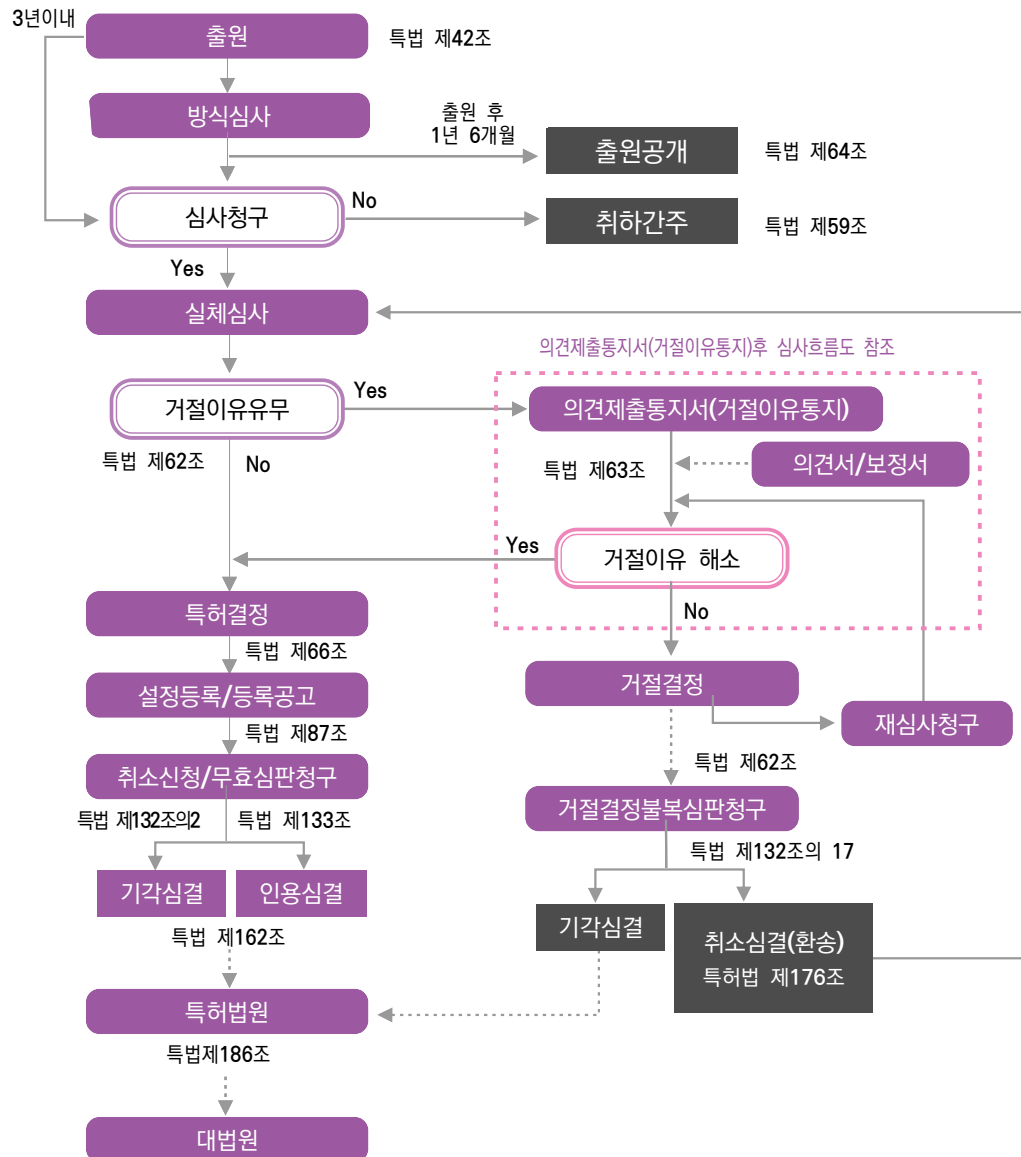 3년이내
출원
특법 제42조
방식심사
출원 후
1년 6개월
출원공개
특법 제64조
심사청구
No
취하간주
특법 제59조
Yes
실체심사
의견제출통지서(거절이유통지)후 심사흐름도 참조
거절이유유무
Yes
의견제출통지서(거절이유통지)
특법 제62조
No
특법 제63조
의견서/보정서
Yes
거절이유 해소
No
특허결정
특법 제66조
거절결정
설정등록/등록공고
재심사청구
특법 제87조
특법 제62조
취소신청/무효심판청구
거절결정불복심판청구
특법 제132조의2
특법 제133조
특법 제132조의 17
기각심결
인용심결
기각심결
취소심결(환송)
특허법 제176조
특법 제162조
특허법원
특법제186조
대법원